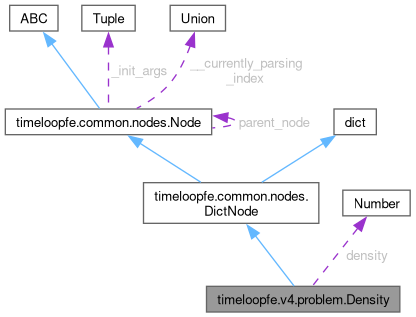 ABC
Tuple
Union
_init_args
__currently_parsing
_index
timeloopfe.common.nodes.Node
parent_node
dict
timeloopfe.common.nodes.
DictNode
Number
density
timeloopfe.v4.problem.Density